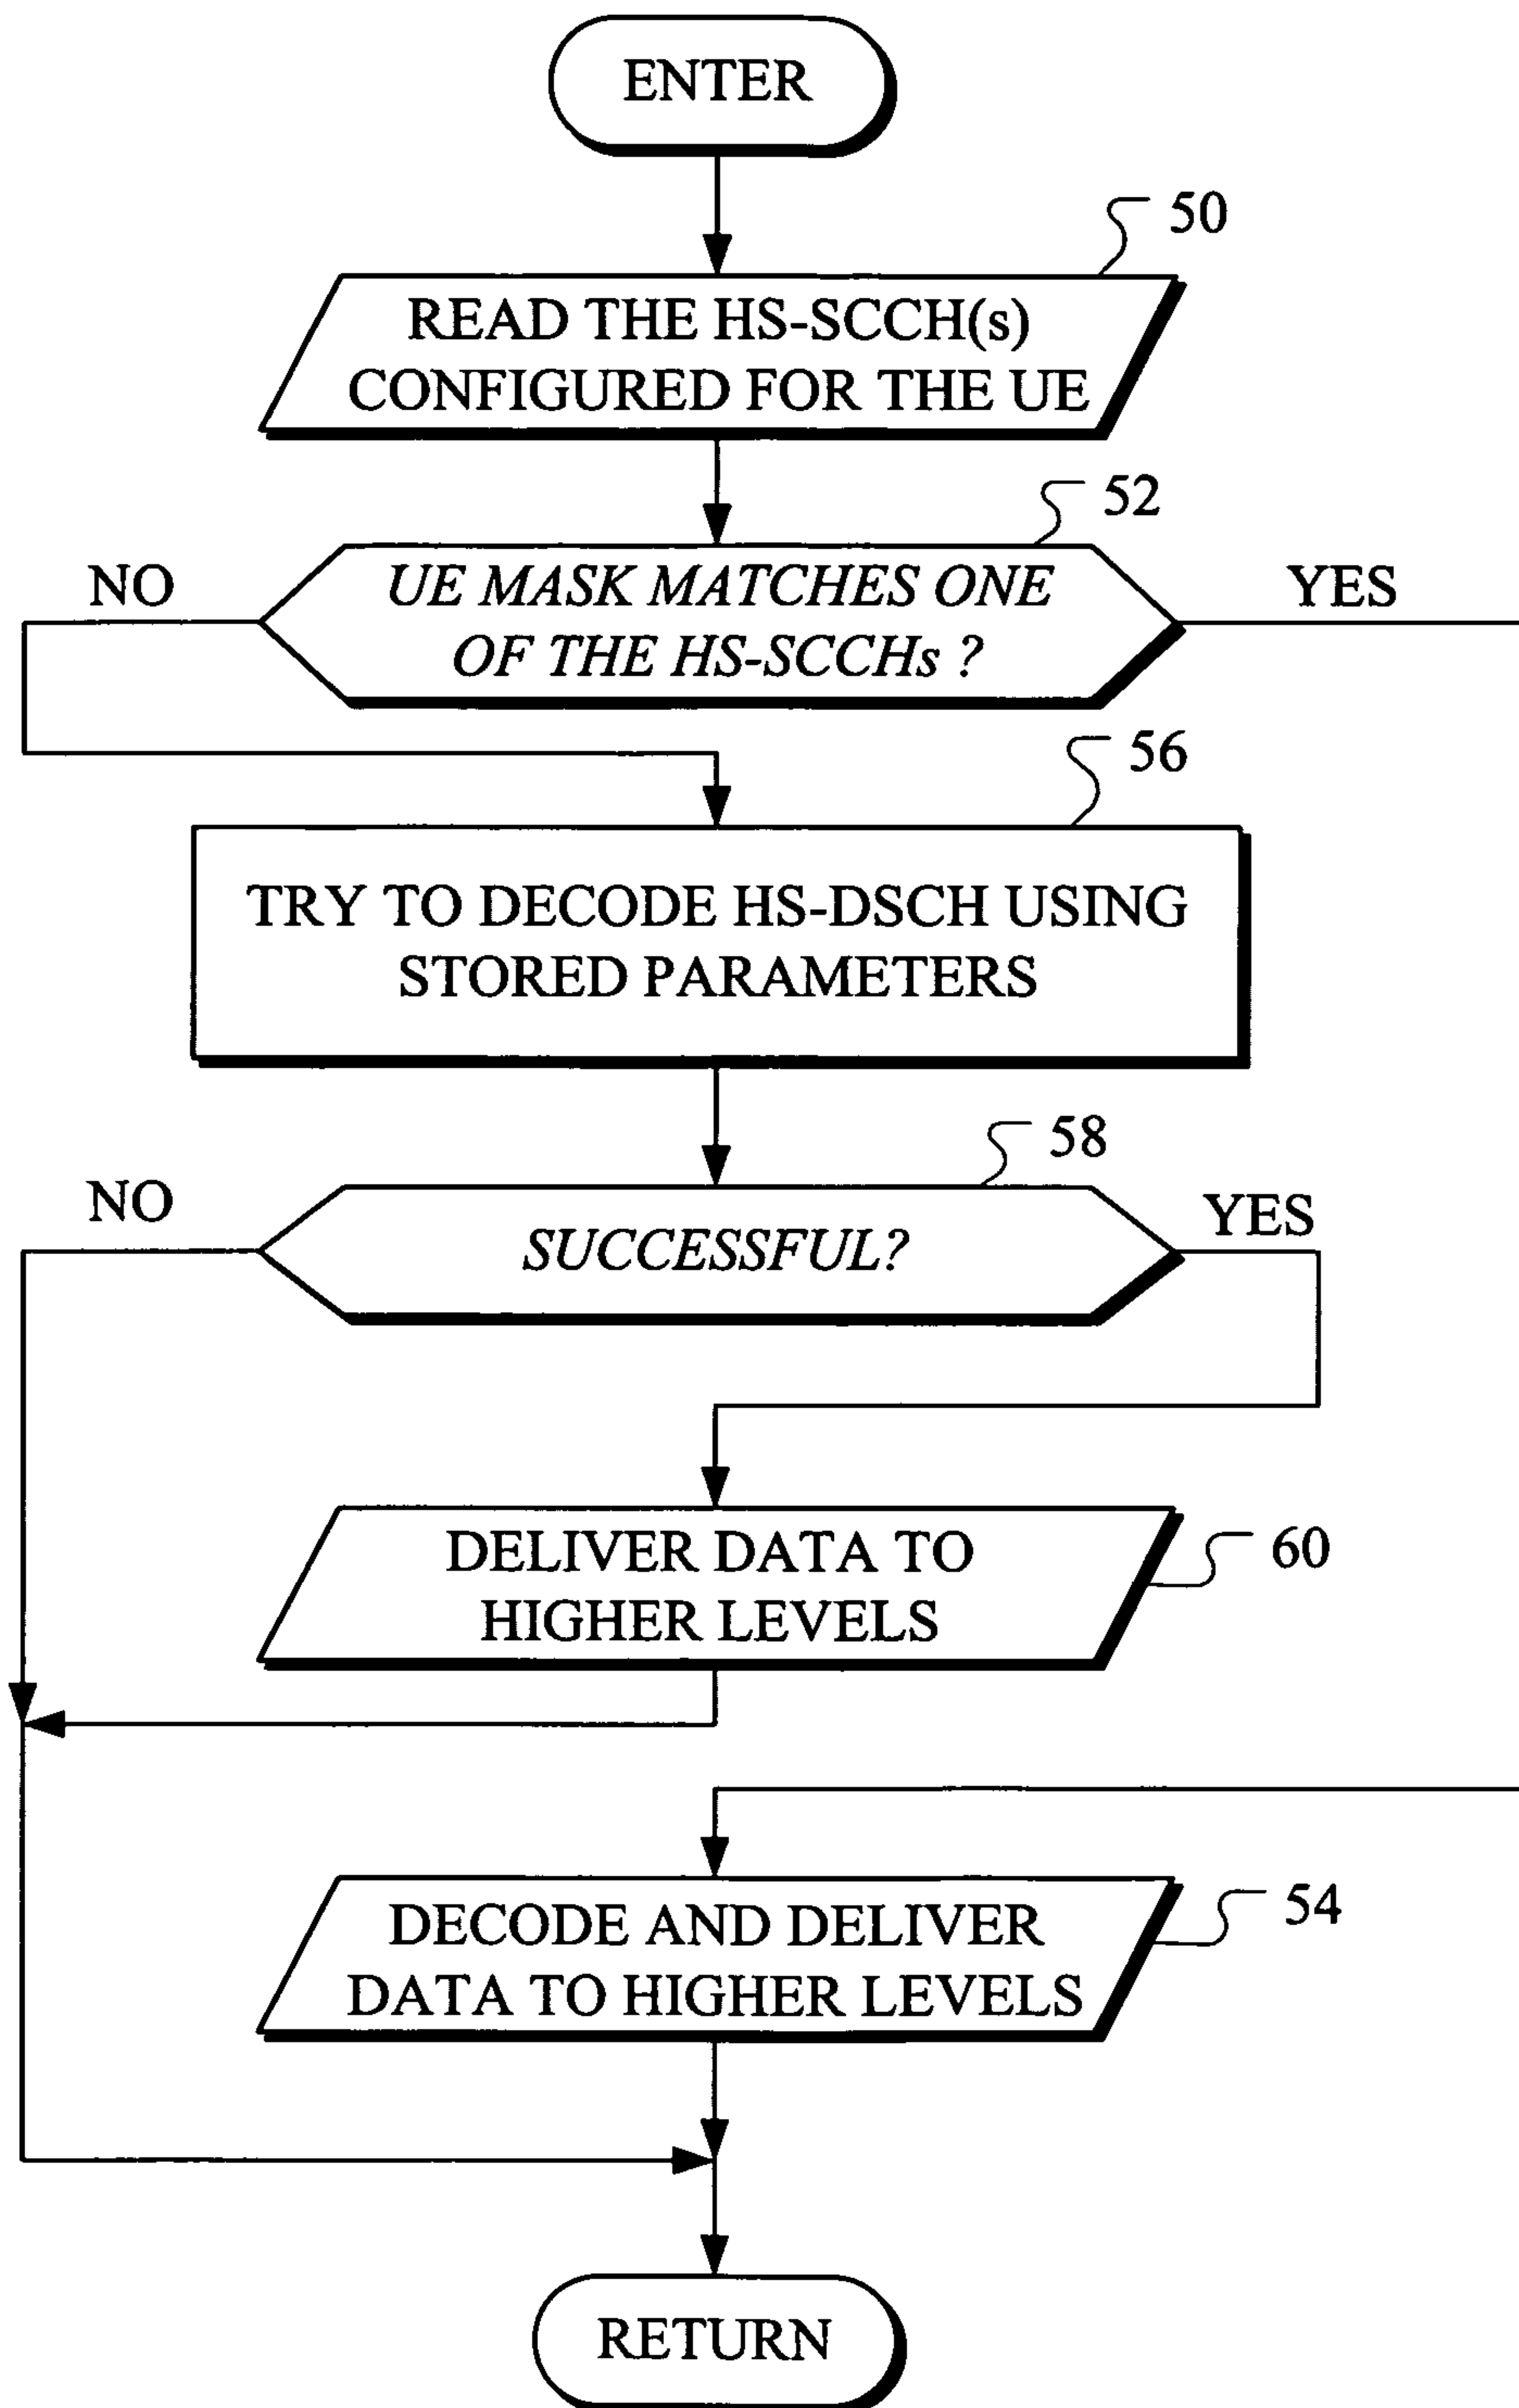 ENTER
50
READ THE HS-SCCH(s)
CONFIGURED FOR THE UE
52
NO
UE MASK MATCHES ONE
OF THE HS-SCCHs ?
YES
56
TRY TO DECODE HS-DSCH USING
STORED PARAMETERS
58
NO
SUCCESSFUL?
YES
DELIVER DATA TO
HIGHER LEVELS
60
DECODE AND DELIVER
DATA TO HIGHER LEVELS
54
RETURN